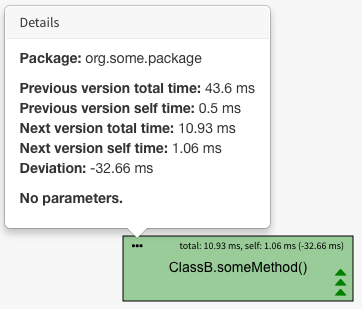 Details
Package: org.some.package
Previous version total time: 43.6 ms
Previous version self time: 0.5 ms
Next version total time: 10.93 ms
Next version self time: 1.06 ms
Deviation: -32.66 ms
No parameters.
••• total: 10.93 ms, self: 1.06 ms (-32.66 ms)
ClassB.someMethod()